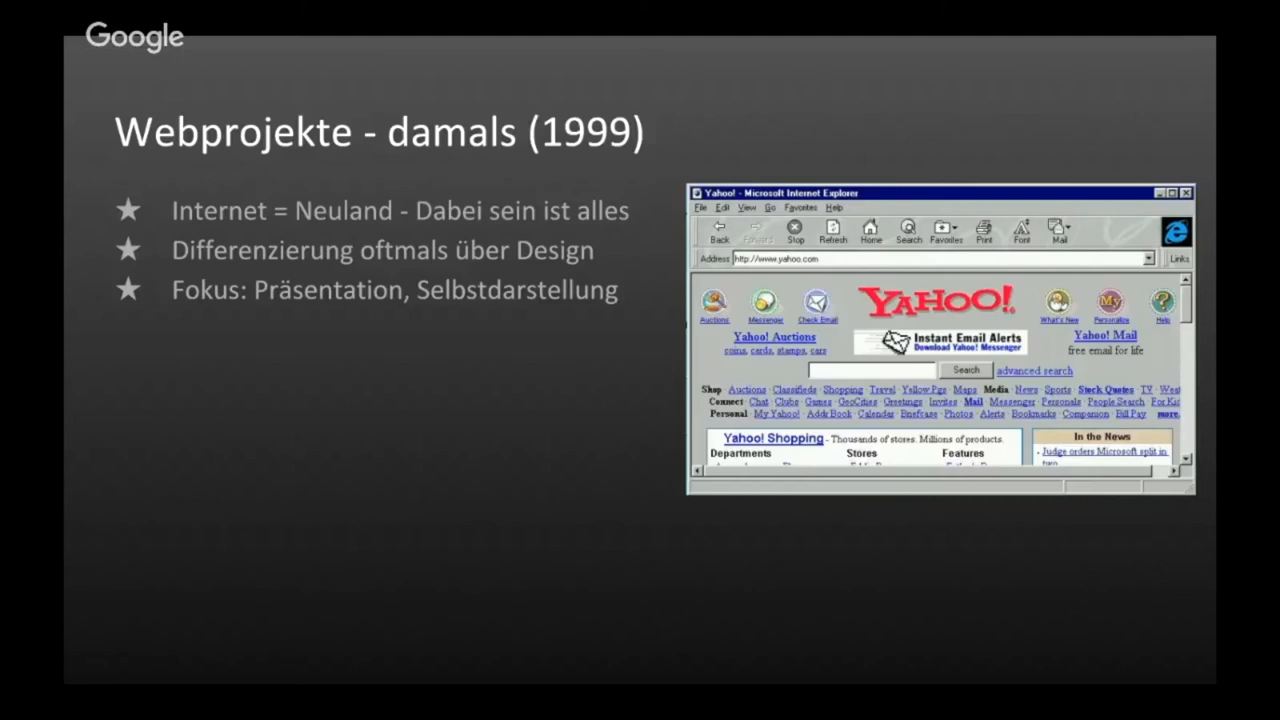 Google
Webprojekte - damals (1999)
★ Internet = Neuland - Dabei sein ist alles
★ Differenzierung oftmals über Design
★ Fokus: Präsentation, Selbstdarstellung
Yahoo! - Microsoft Internet Explorer
File Edit View Go Favorites Help
Back Forward Stop Refresh Home Search Favorites Print Font Mail
Address http://www.yahoo.com Links
YAHOO!
Auctions Messenger Check Email What's New Personalize Help
Yahoo! Auctions
coins, cards, stamps, cars
Instant Email Alerts
Download Yahoo! Messenger
Yahoo! Mail
free email for life
Search advanced search
Shop Auctions · Classifieds · Shopping · Travel · Yellow Pgs · Maps Media · News · Sports · Stock Quotes · TV · Weat
Connect · Chat · Clubs · Games · GeoCities · Greetings · Invites · Mail · Messenger · Personals · People Search · For Kid
Personal · My Yahoo! · Addr Book · Calendar · Briefcase · Photos · Alerts · Bookmarks · Companion · Bill Pay more.
Yahoo! Shopping - Thousands of stores. Millions of products.
Departments Stores Features
In the News
· Judge orders Microsoft split in
two